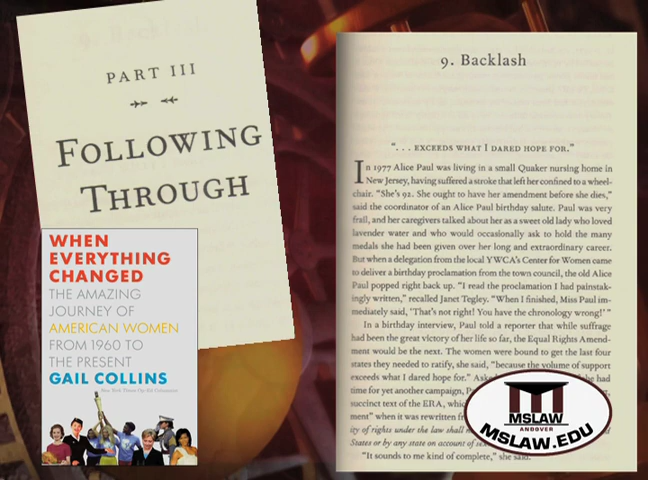 PART III
FOLLOWING
THROUGH
WHEN
EVERYTHING
CHANGED
THE AMAZING
JOURNEY OF
AMERICAN WOMEN
FROM 1960 TO
THE PRESENT
GAIL COLLINS
9. Backlash
“. . . EXCEEDS WHAT I DARED HOPE FOR.”
In 1977 Alice Paul was living in a small Quaker nursing home in
New Jersey, having suffered a stroke that left her confined to a wheel-
chair. “She’s 92. She ought to have her amendment before she dies,”
said the coordinator of an Alice Paul birthday salute. Paul was very
frail, and her caregivers talked about her as a sweet old lady who loved
lavender water and who would occasionally ask to hold the many
medals she had been given over her long and extraordinary career.
But when a delegation from the local YWCA’s Center for Women came
to deliver a birthday proclamation from the town council, the old Alice
Paul popped right back up. “I read the proclamation I had painstak-
ingly written,” recalled Janet Tegley. “When I finished, Miss Paul im-
mediately said, ‘That’s not right! You have the chronology wrong!’ ”
In a birthday interview, Paul told a reporter that while suffrage
had been the great victory of her life so far, the Equal Rights Amend-
ment would be the next. The women were bound to get the last four
states they needed to ratify, she said, “because the volume of support
exceeds what I dared hope for.” Asked she had
time for yet another campaign,
succinct text of the ERA,
ment” when it was rewritten
ity of rights under the law shall
States or by any state on account of
“It sounds to me kind of complete,” she said.
MSLAW
ANDOVER
MSLAW.EDU